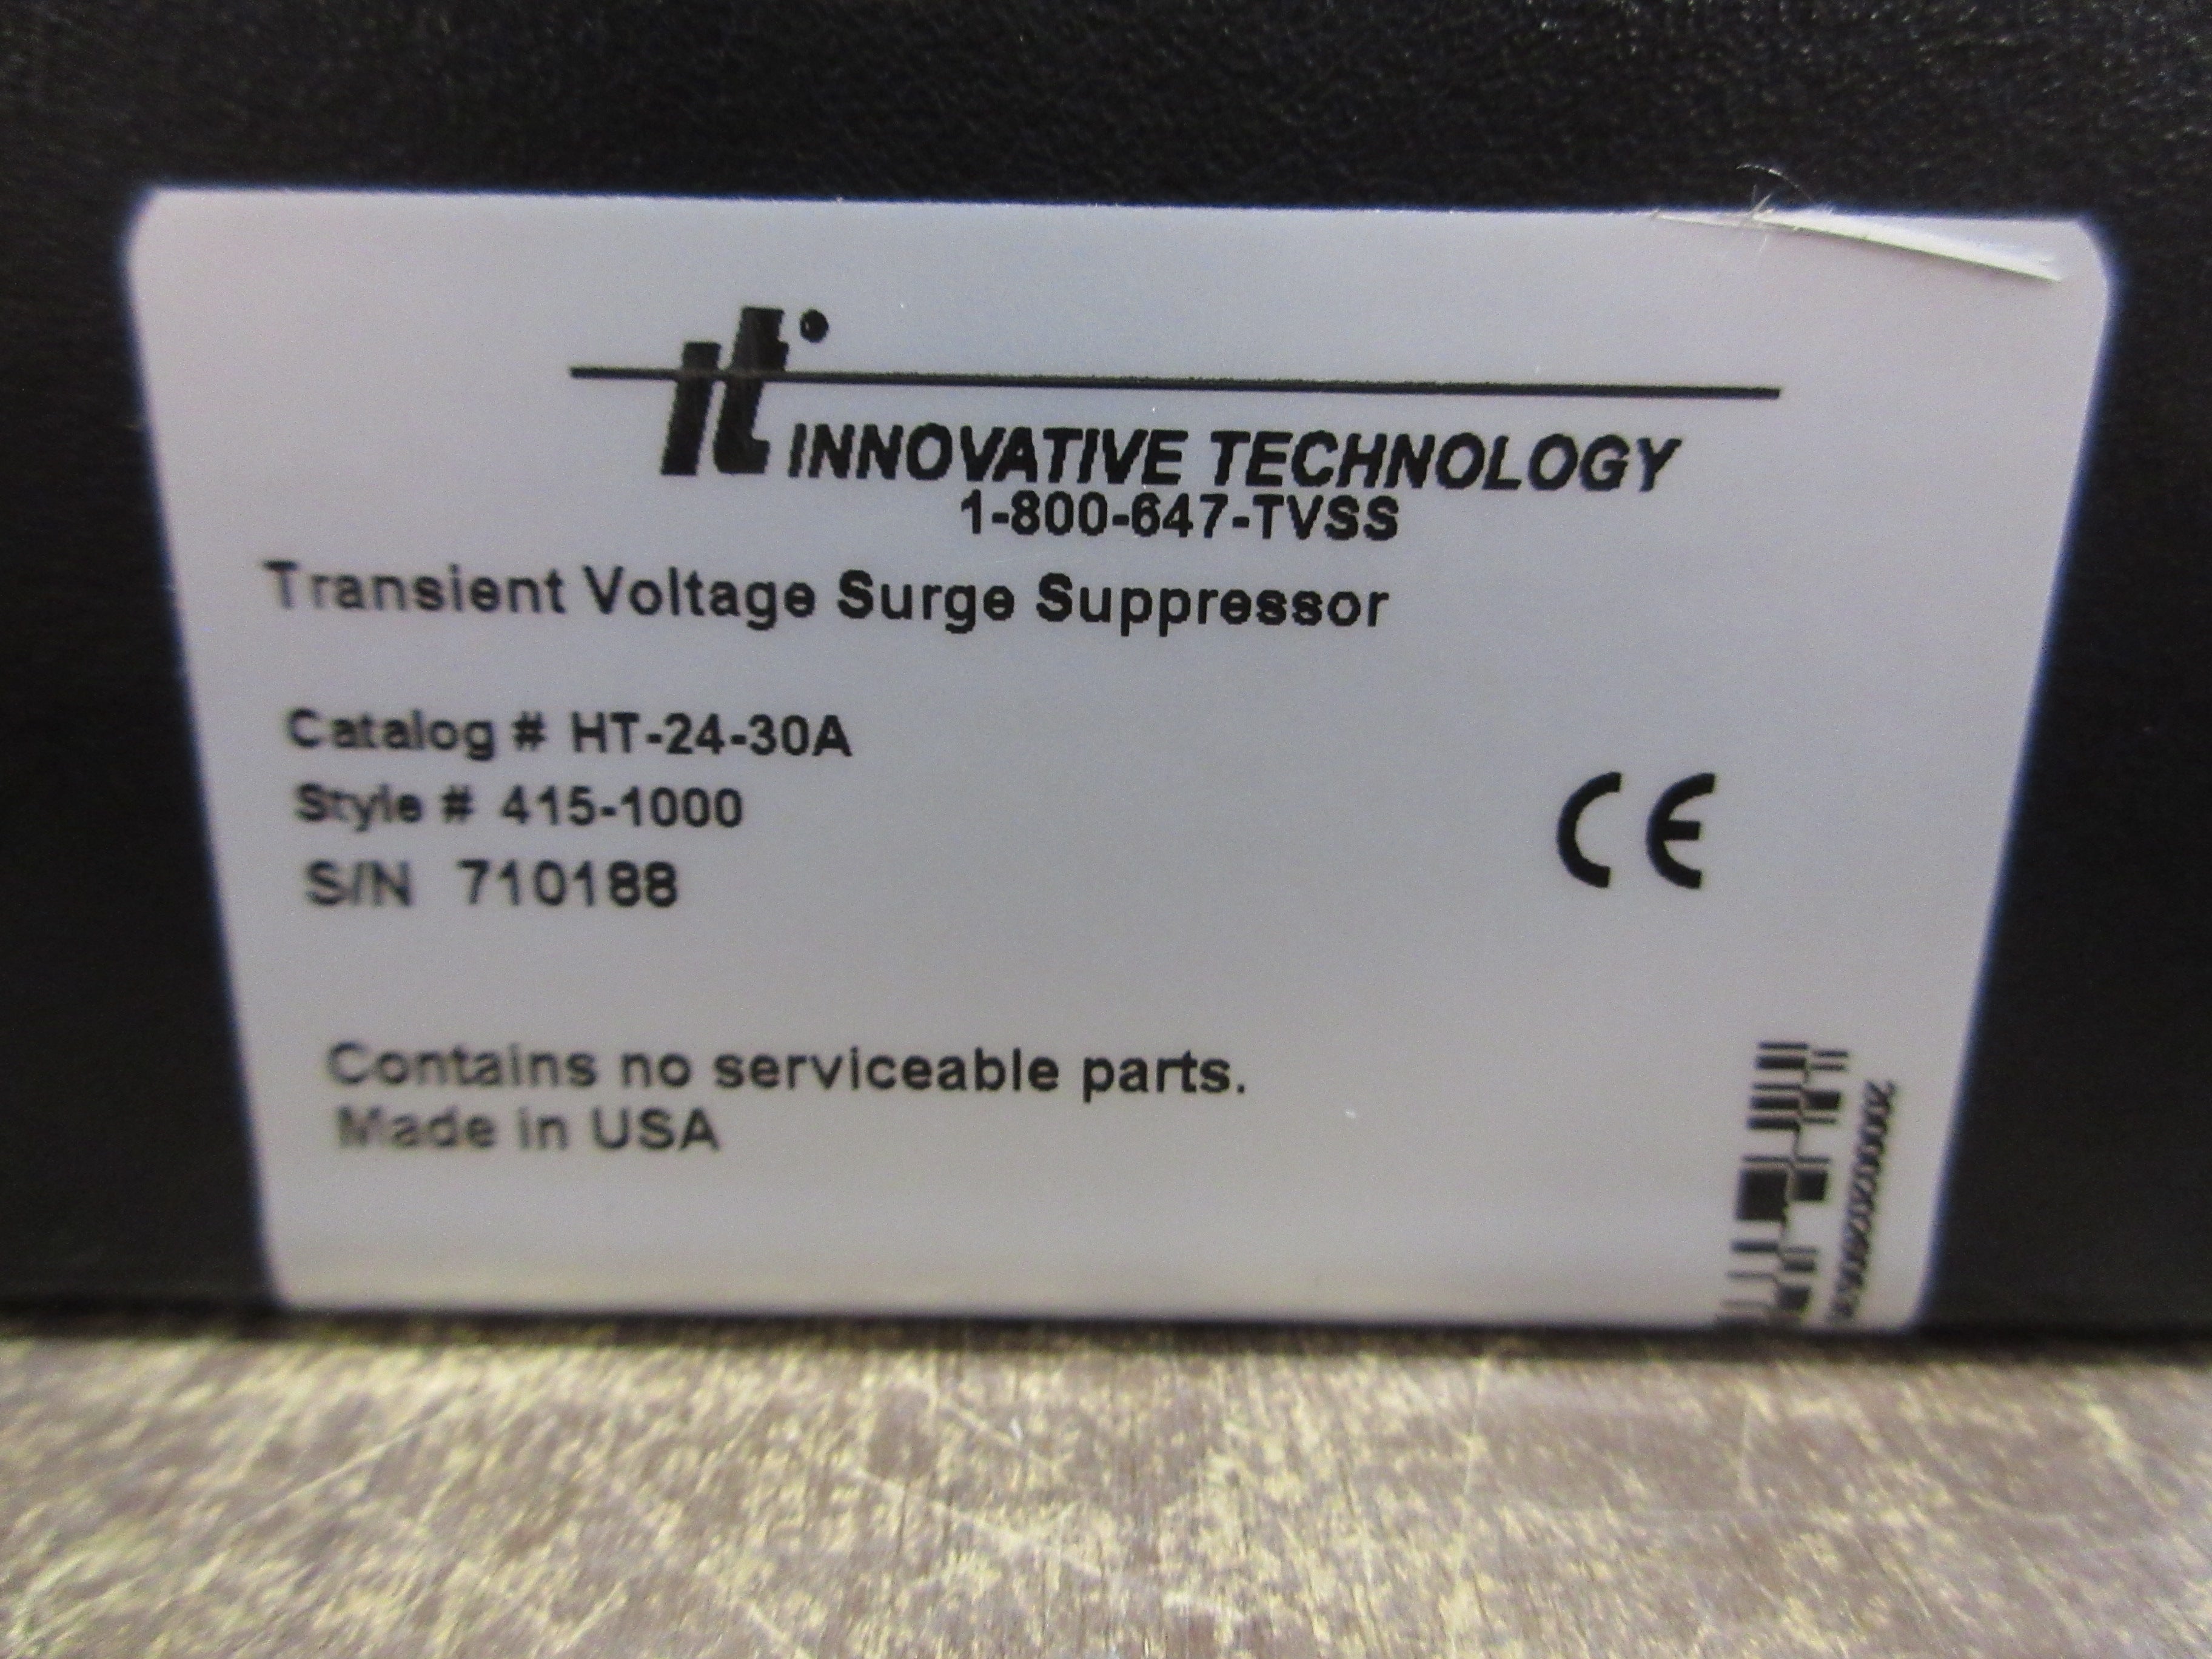 it
INNOVATIVE TECHNOLOGY
1-800-647-TVSS
Transient Voltage Surge Suppressor
Catalog # HT-24-30A
Style # 415-1000
S/N 710188
CE
Contains no serviceable parts.
Made in USA